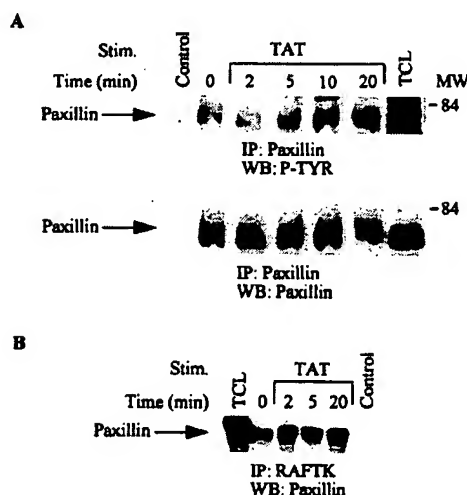 A
Stim. Control TAT TCL
Time (min) 0 2 5 10 20 MW
Paxillin -84
IP: Paxillin
WB: P-TYR
-84
Paxillin
IP: Paxillin
WB: Paxillin
B
Stim. TCL TAT Control
Time (min) 0 2 5 20
Paxillin
IP: RAFTK
WB: Paxillin